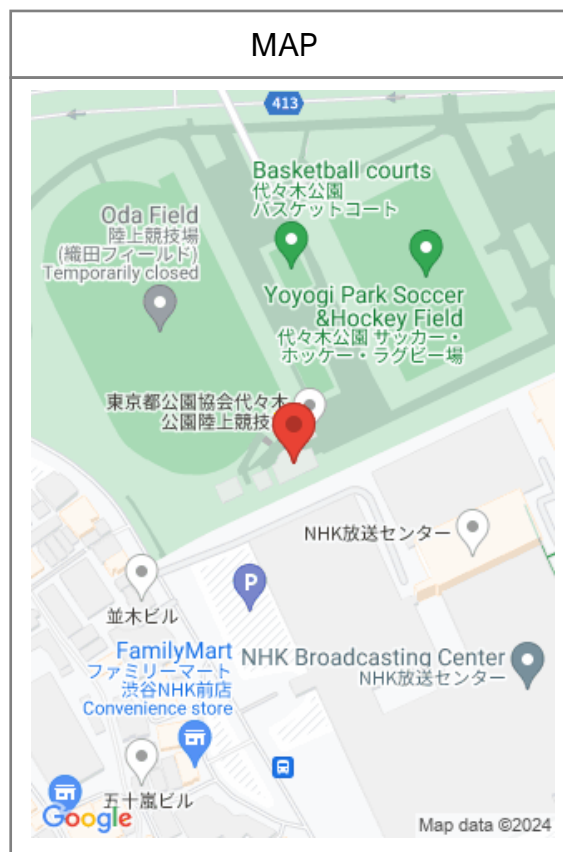 MAP
413
Basketball courts
代々木公園
バスケットコート
Oda Field
陸上競技場
(織田フィールド)
Temporarily closed
Yoyogi Park Soccer
&Hockey Field
代々木公園 サッカー・
ホッケー・ラグビー場
東京都公園協会代々木
公園陸上競技
NHK放送センター
P
並木ビル
FamilyMart
ファミリーマート
渋谷NHK前店
Convenience store
NHK Broadcasting Center
NHK放送センター
五十嵐ビル
Google
Map data ©2024